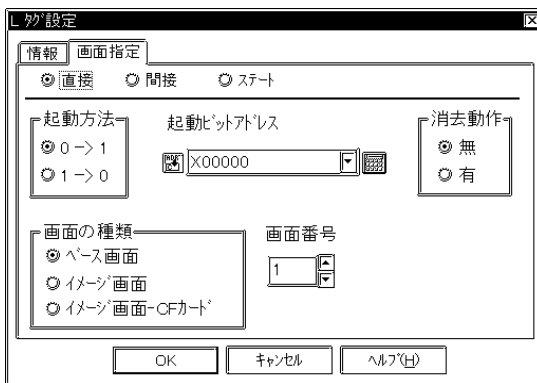 L ﾀｸﾞ設定
情報 画面指定
直接 間接 ｽﾃｰﾄ
起動方法 起動ﾋﾞｯﾄｱﾄﾞﾚｽ 消去動作
0 -> 1 X00000 無
1 -> 0 有
画面の種類 画面番号
ﾍﾞｰｽ画面 1
ｲﾒｰｼﾞ画面
ｲﾒｰｼﾞ画面-CFｶｰﾄﾞ
OK ｷｬﾝｾﾙ ﾍﾙﾌﾟ(H)